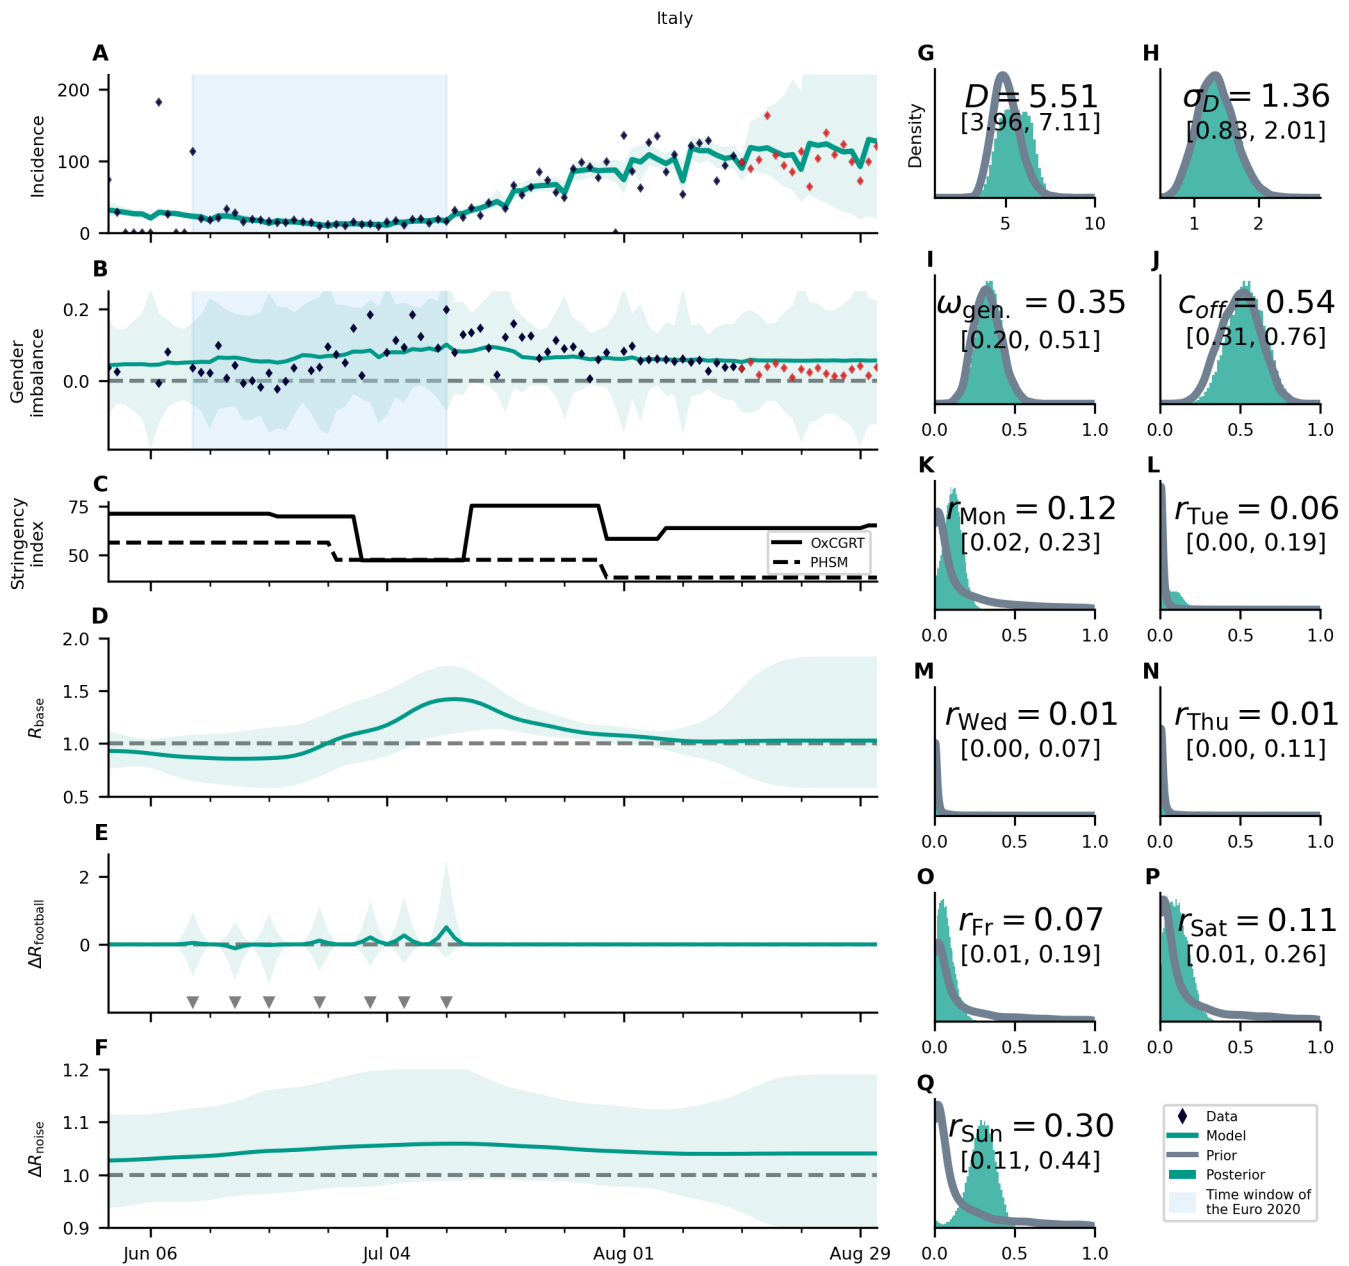 Italy
A
200
100
0
Incidence
B
0.2
0.0
Gender
imbalance
C
75
50
Stringency
index
OxCGRT
PHSM
D
2.0
1.5
1.0
0.5
R_base
E
2
0
ΔR_football
F
1.2
1.1
1.0
0.9
ΔR_noise
Jun 06
Jul 04
Aug 01
Aug 29
G
Density
D = 5.51
[3.96, 7.11]
5
10
H
σ_D = 1.36
[0.83, 2.01]
1
2
I
ω_gen. = 0.35
[0.20, 0.51]
0.0
0.5
1.0
J
c_off = 0.54
[0.31, 0.76]
0.0
0.5
1.0
K
r_Mon = 0.12
[0.02, 0.23]
0.0
0.5
1.0
L
r_Tue = 0.06
[0.00, 0.19]
0.0
0.5
1.0
M
r_Wed = 0.01
[0.00, 0.07]
0.0
0.5
1.0
N
r_Thu = 0.01
[0.00, 0.11]
0.0
0.5
1.0
O
r_Fr = 0.07
[0.01, 0.19]
0.0
0.5
1.0
P
r_Sat = 0.11
[0.01, 0.26]
0.0
0.5
1.0
Q
r_Sun = 0.30
[0.11, 0.44]
0.0
0.5
1.0
Data
Model
Prior
Posterior
Time window of
the Euro 2020